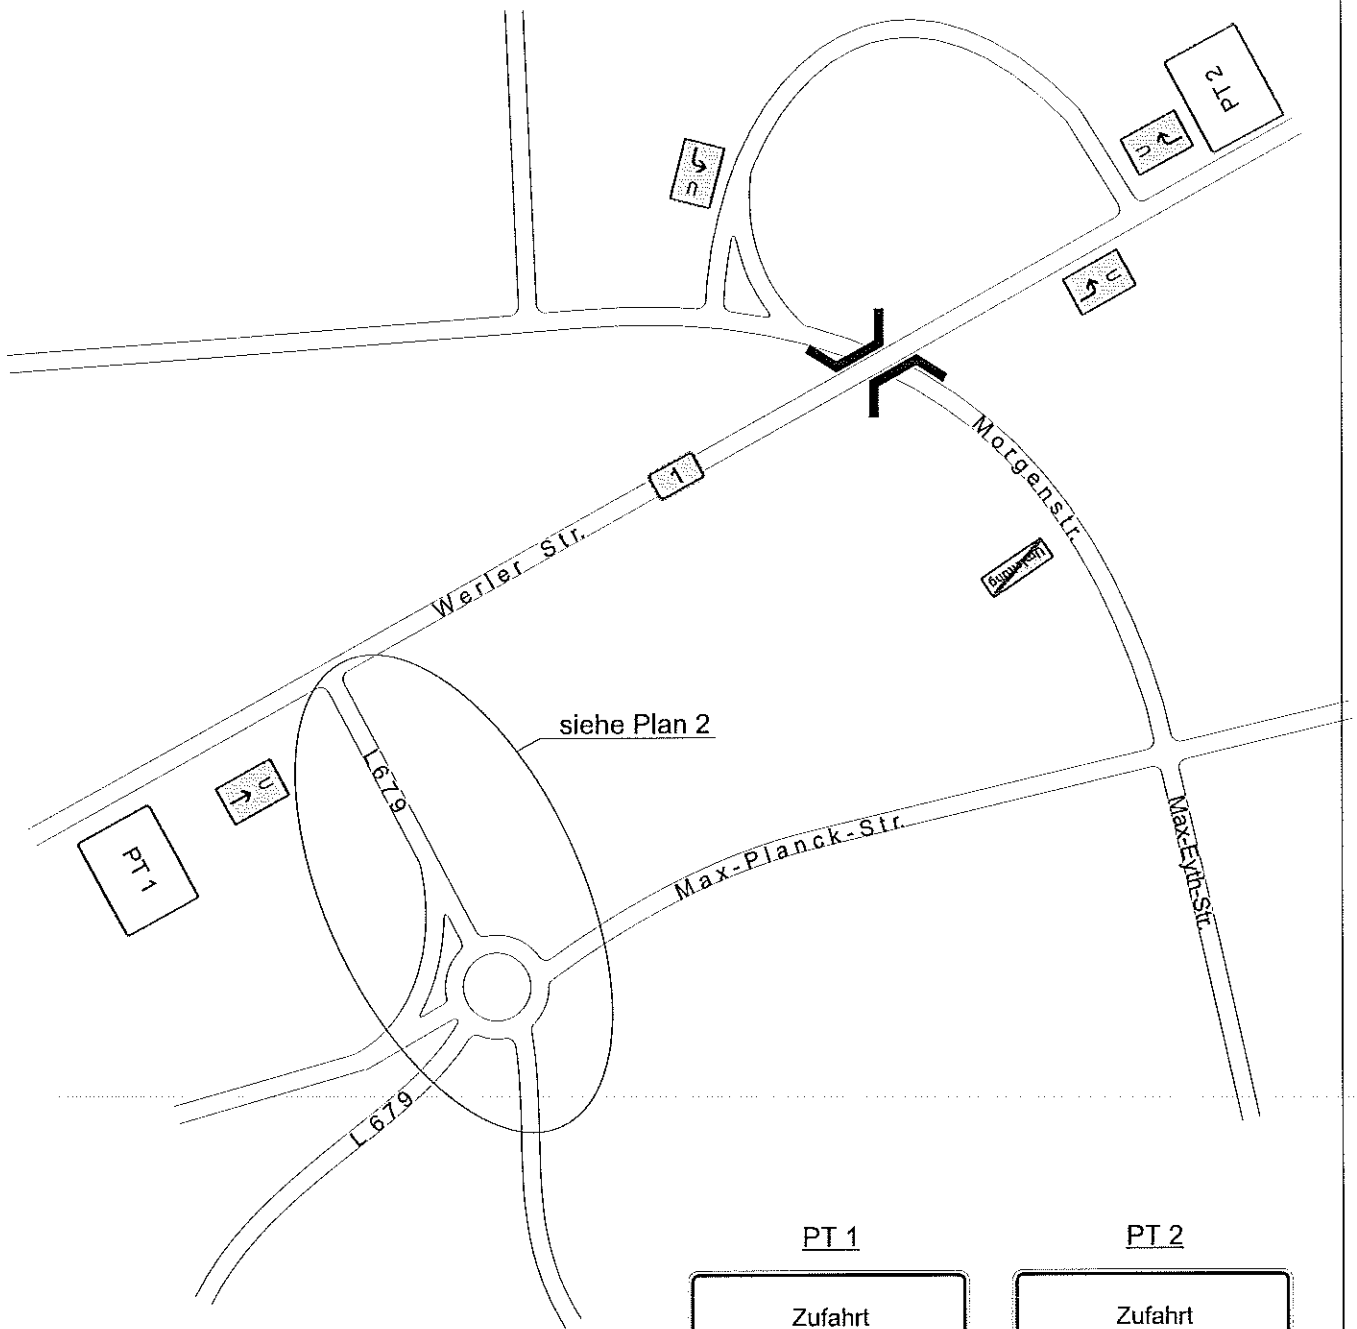 PT 2
U
U
U
Morgenstr.
1
Umleitung
Werler Str.
siehe Plan 2
L 679
U
PT 1
Max-Planck-Str.
Max-Eyth-Str.
L 679
PT 1
PT 2
Zufahrt
Zufahrt